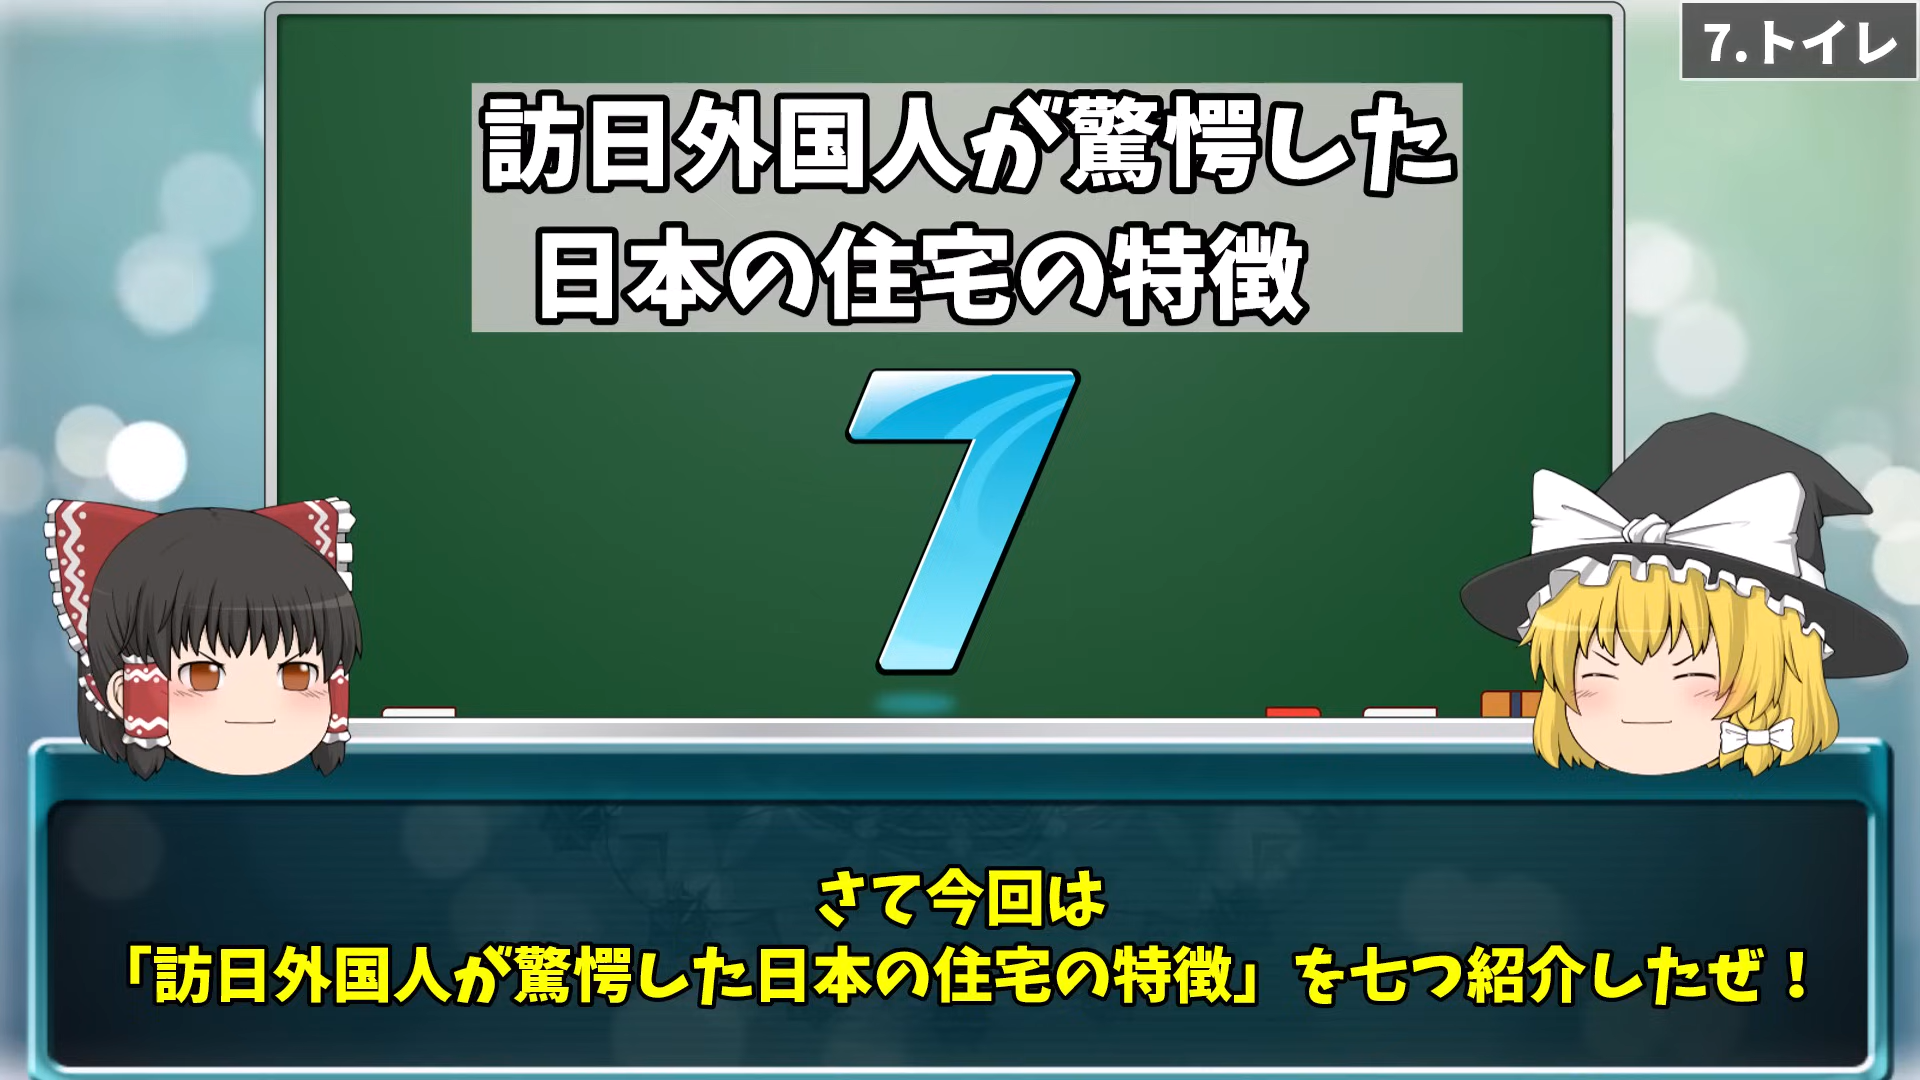 7.トイレ
訪日外国人が驚愕した
日本の住宅の特徴
7
さて今回は
「訪日外国人が驚愕した日本の住宅の特徴」を七つ紹介したぜ！